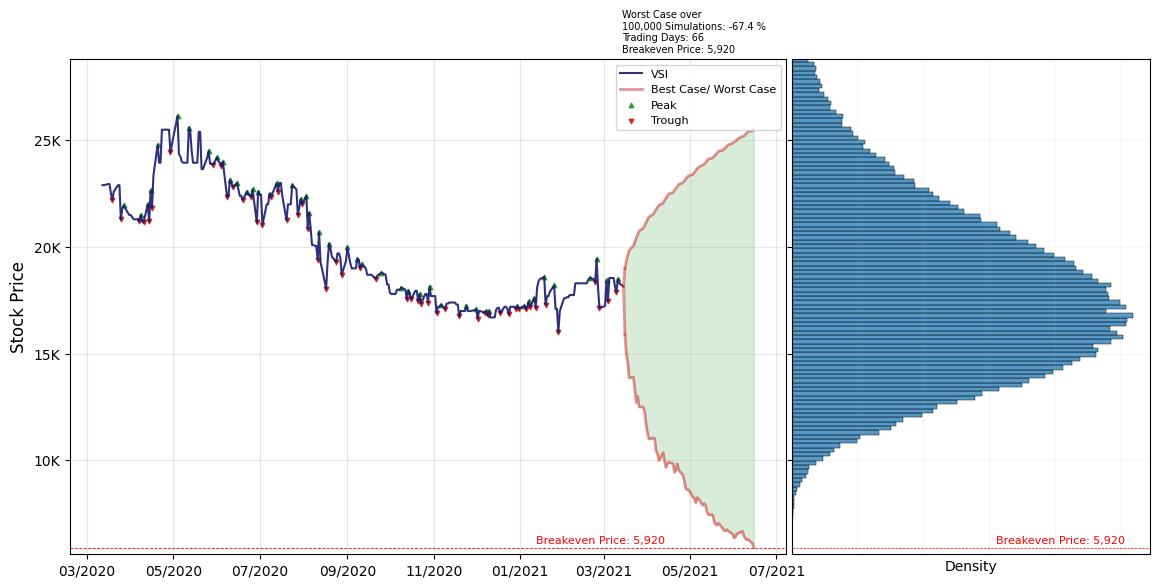 Worst Case over
100,000 Simulations: -67.4 %
Trading Days: 66
Breakeven Price: 5,920
VSI
Best Case/ Worst Case
Peak
Trough
25K
20K
15K
10K
Stock Price
Breakeven Price: 5,920
Breakeven Price: 5,920
03/2020 05/2020 07/2020 09/2020 11/2020 01/2021 03/2021 05/2021 07/2021
Density